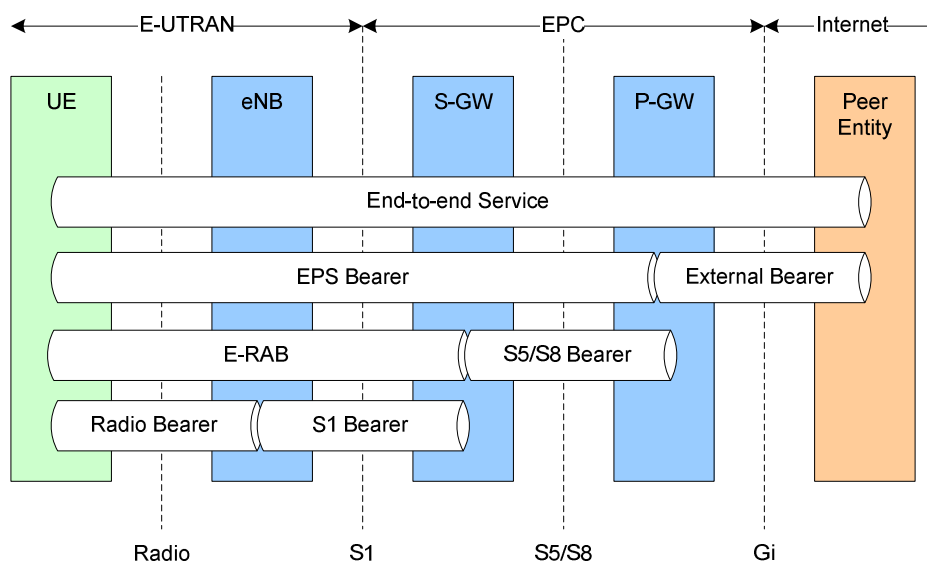 E-UTRAN EPC Internet
UE eNB S-GW P-GW Peer
Entity
End-to-end Service
EPS Bearer External Bearer
E-RAB S5/S8 Bearer
Radio Bearer S1 Bearer
Radio S1 S5/S8 Gi